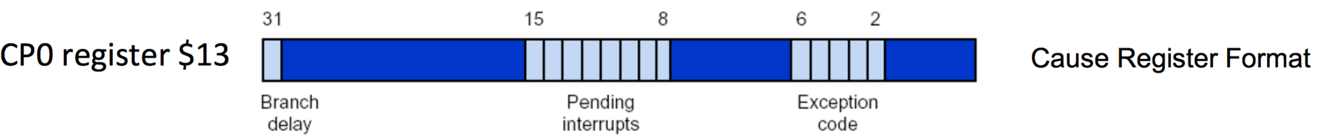 31 15 8 6 2
CP0 register $13
Cause Register Format
Branch
delay
Pending
interrupts
Exception
code